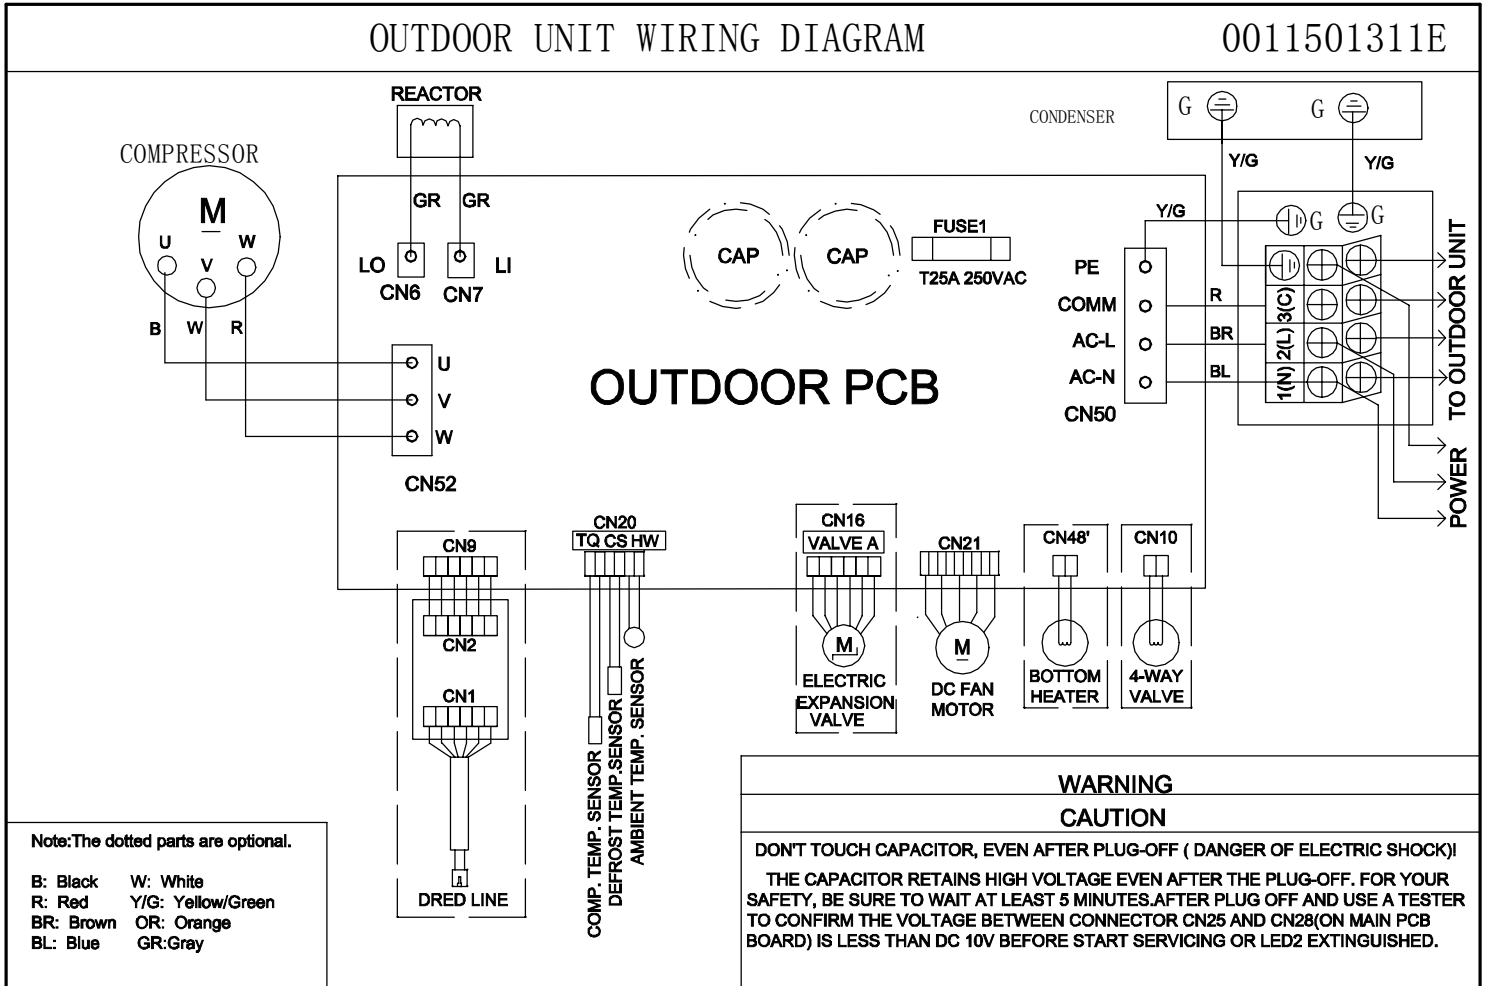 OUTDOOR UNIT WIRING DIAGRAM
0011501311E
REACTOR
COMPRESSOR
CONDENSER
G
G
Y/G
Y/G
GR
GR
M
U
V
W
B
W
R
LO
LI
CN6
CN7
CAP
CAP
FUSE1
T25A 250VAC
Y/G
G
G
PE
COMM
AC-L
AC-N
CN50
R
BR
BL
3(C)
2(L)
1(N)
TO OUTDOOR UNIT
POWER
U
V
W
CN52
OUTDOOR PCB
CN9
CN2
CN1
DRED LINE
CN20
TQ CS HW
COMP. TEMP. SENSOR
DEFROST TEMP.SENSOR
AMBIENT TEMP. SENSOR
CN16
VALVE A
M
ELECTRIC
EXPANSION
VALVE
CN21
M
DC FAN
MOTOR
CN48'
BOTTOM
HEATER
CN10
4-WAY
VALVE
Note:The dotted parts are optional.
B: Black W: White
R: Red Y/G: Yellow/Green
BR: Brown OR: Orange
BL: Blue GR:Gray
WARNING
CAUTION
DON'T TOUCH CAPACITOR, EVEN AFTER PLUG-OFF ( DANGER OF ELECTRIC SHOCK)!
THE CAPACITOR RETAINS HIGH VOLTAGE EVEN AFTER THE PLUG-OFF. FOR YOUR
SAFETY, BE SURE TO WAIT AT LEAST 5 MINUTES.AFTER PLUG OFF AND USE A TESTER
TO CONFIRM THE VOLTAGE BETWEEN CONNECTOR CN25 AND CN28(ON MAIN PCB
BOARD) IS LESS THAN DC 10V BEFORE START SERVICING OR LED2 EXTINGUISHED.